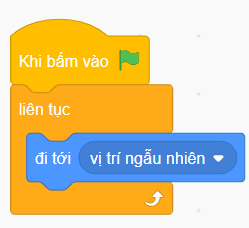 Khi bấm vào
liên tục
đi tới vị trí ngẫu nhiên